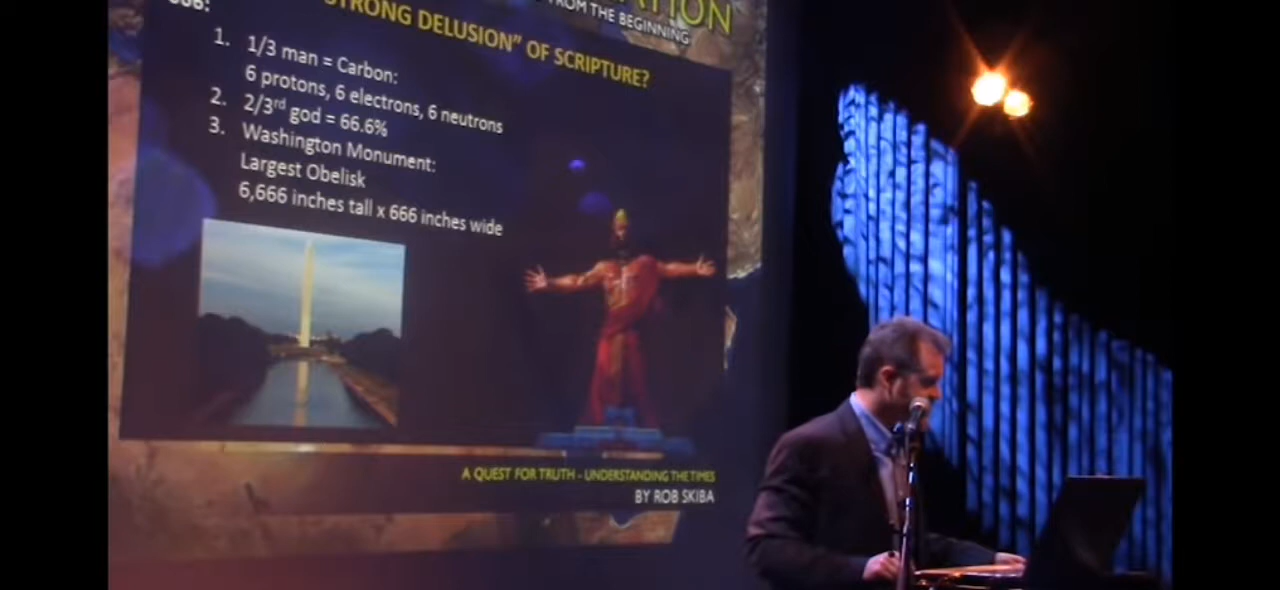 ATION
FROM THE BEGINNING
STRONG DELUSION" OF SCRIPTURE?
1. 1/3 man = Carbon:
6 protons, 6 electrons, 6 neutrons
2. 2/3rd god = 66.6%
3. Washington Monument:
Largest Obelisk
6,666 inches tall x 666 inches wide
A QUEST FOR TRUTH - UNDERSTANDING THE TIMES
BY ROB SKIBA